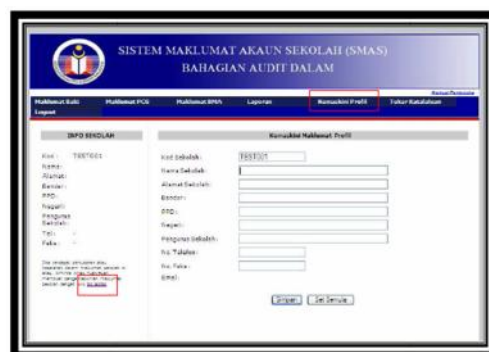 SISTEM MAKLUMAT AKAUN SEKOLAH (SMAS)
BAHAGIAN AUDIT DALAM
Maklumat Baki Maklumat PCG Maklumat BMA Laporan Kemaskini Profil Tukar Katalaluan
Logout
INFO SEKOLAH
Kod : TEST001
Nama:
Alamat:
Bandar:
PPD:
Negeri:
Pengurus
Sekolah:
Tel: -
Faks: -
Kemaskini Maklumat Profil
Kod Sekolah: TEST001
Nama Sekolah:
Alamat Sekolah:
Bandar:
PPD:
Negeri:
Pengurus Sekolah:
No. Telefon:
No. Faks:
Emel:
Simpan Set Semula